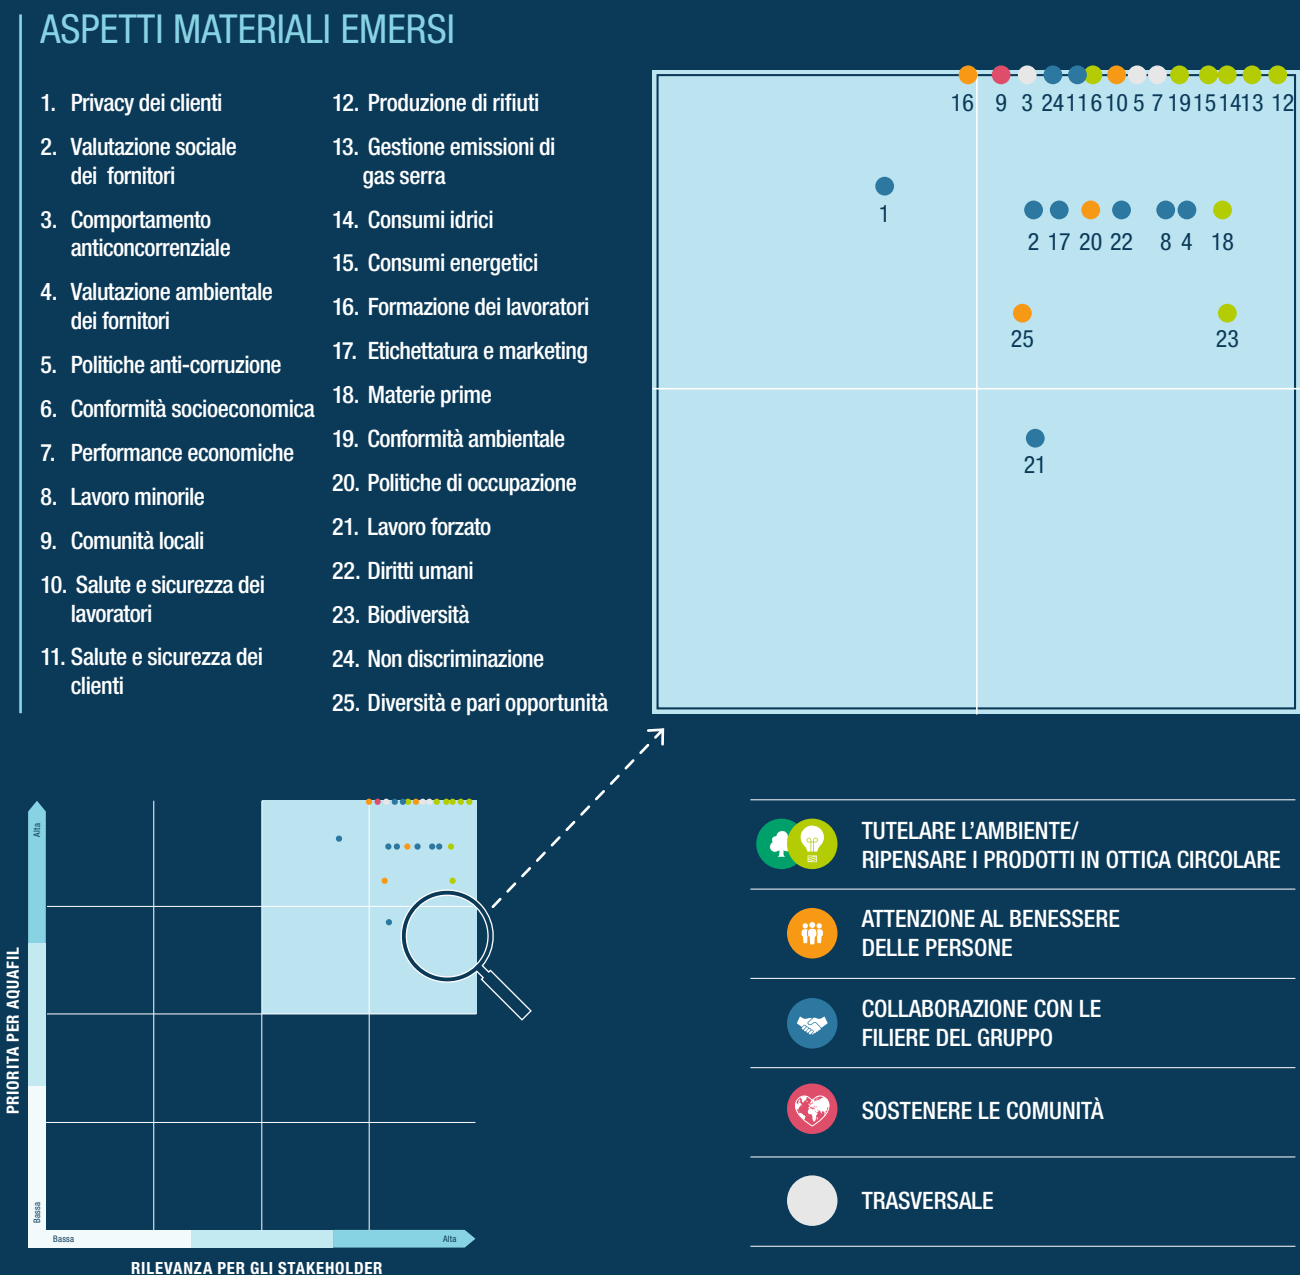 ASPETTI MATERIALI EMERSI
1. Privacy dei clienti
2. Valutazione sociale
dei fornitori
3. Comportamento
anticoncorrenziale
4. Valutazione ambientale
dei fornitori
5. Politiche anti-corruzione
6. Conformità socioeconomica
7. Performance economiche
8. Lavoro minorile
9. Comunità locali
10. Salute e sicurezza dei
lavoratori
11. Salute e sicurezza dei
clienti
12. Produzione di rifiuti
13. Gestione emissioni di
gas serra
14. Consumi idrici
15. Consumi energetici
16. Formazione dei lavoratori
17. Etichettatura e marketing
18. Materie prime
19. Conformità ambientale
20. Politiche di occupazione
21. Lavoro forzato
22. Diritti umani
23. Biodiversità
24. Non discriminazione
25. Diversità e pari opportunità
16 9 3 24 11 6 10 5 7 19 15 14 13 12
1
2 17 20 22 8 4 18
25 23
21
Alta
PRIORITA PER AQUAFIL
Bassa
Bassa Alta
RILEVANZA PER GLI STAKEHOLDER
TUTELARE L'AMBIENTE/
RIPENSARE I PRODOTTI IN OTTICA CIRCOLARE
ATTENZIONE AL BENESSERE
DELLE PERSONE
COLLABORAZIONE CON LE
FILIERE DEL GRUPPO
SOSTENERE LE COMUNITÀ
TRASVERSALE